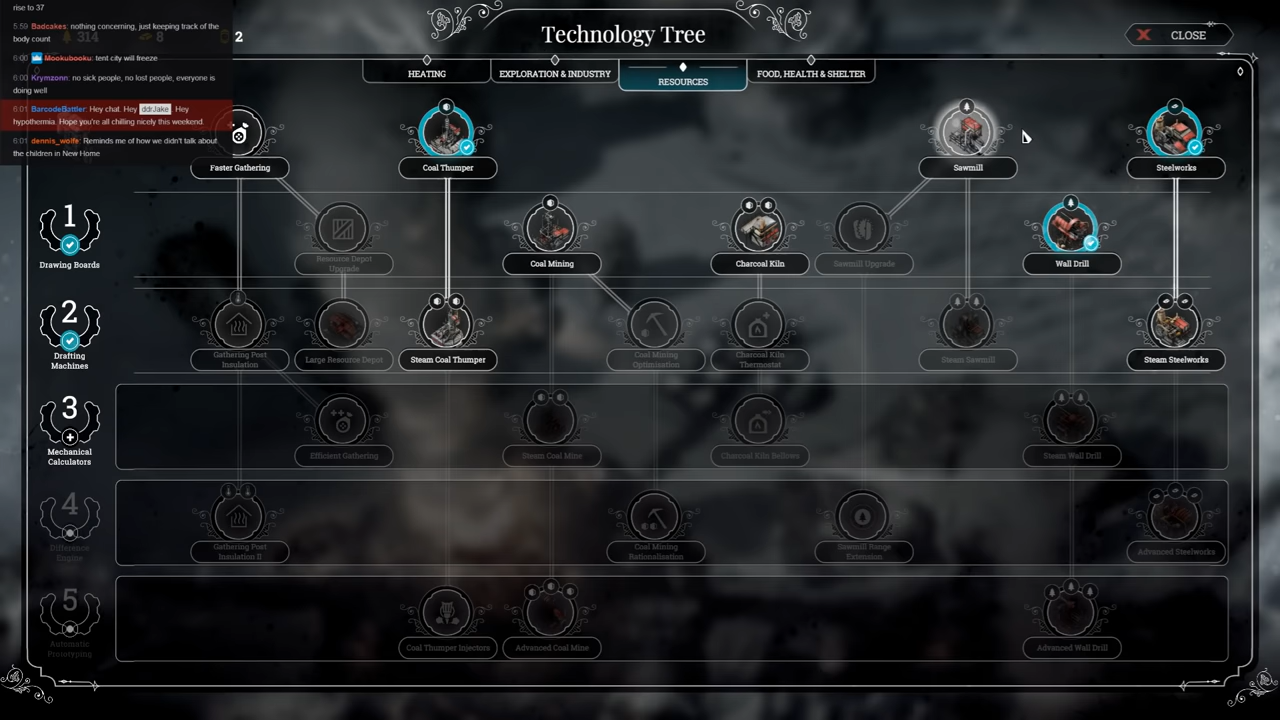 rise to 37
5:59 Badcakes: nothing concerning, just keeping track of the
body count
314
8
2
6:00 Mookubooku: tent city will freeze
6:00 Krymzonn: no sick people, no lost people, everyone is
doing well
6:01 BarcodeBattler: Hey chat. Hey ddrJake. Hey
hypothermia. Hope you're all chilling nicely this weekend.
6:01 dennis_wolfe: Reminds me of how we didn't talk about
the children in New Home
Technology Tree
CLOSE
HEATING
EXPLORATION & INDUSTRY
RESOURCES
FOOD, HEALTH & SHELTER
Faster Gathering
Coal Thumper
Sawmill
Steelworks
1
Drawing Boards
Resource Depot
Upgrade
Coal Mining
Charcoal Kiln
Sawmill Upgrade
Wall Drill
2
Drafting
Machines
Gathering Post
Insulation
Large Resource Depot
Steam Coal Thumper
Coal Mining
Optimisation
Charcoal Kiln
Thermostat
Steam Sawmill
Steam Steelworks
3
Mechanical
Calculators
Efficient Gathering
Steam Coal Mine
Charcoal Kiln Bellows
Steam Wall Drill
4
Difference
Engine
Gathering Post
Insulation II
Coal Mining
Rationalisation
Sawmill Range
Extension
Advanced Steelworks
5
Automatic
Prototyping
Coal Thumper Injectors
Advanced Coal Mine
Advanced Wall Drill